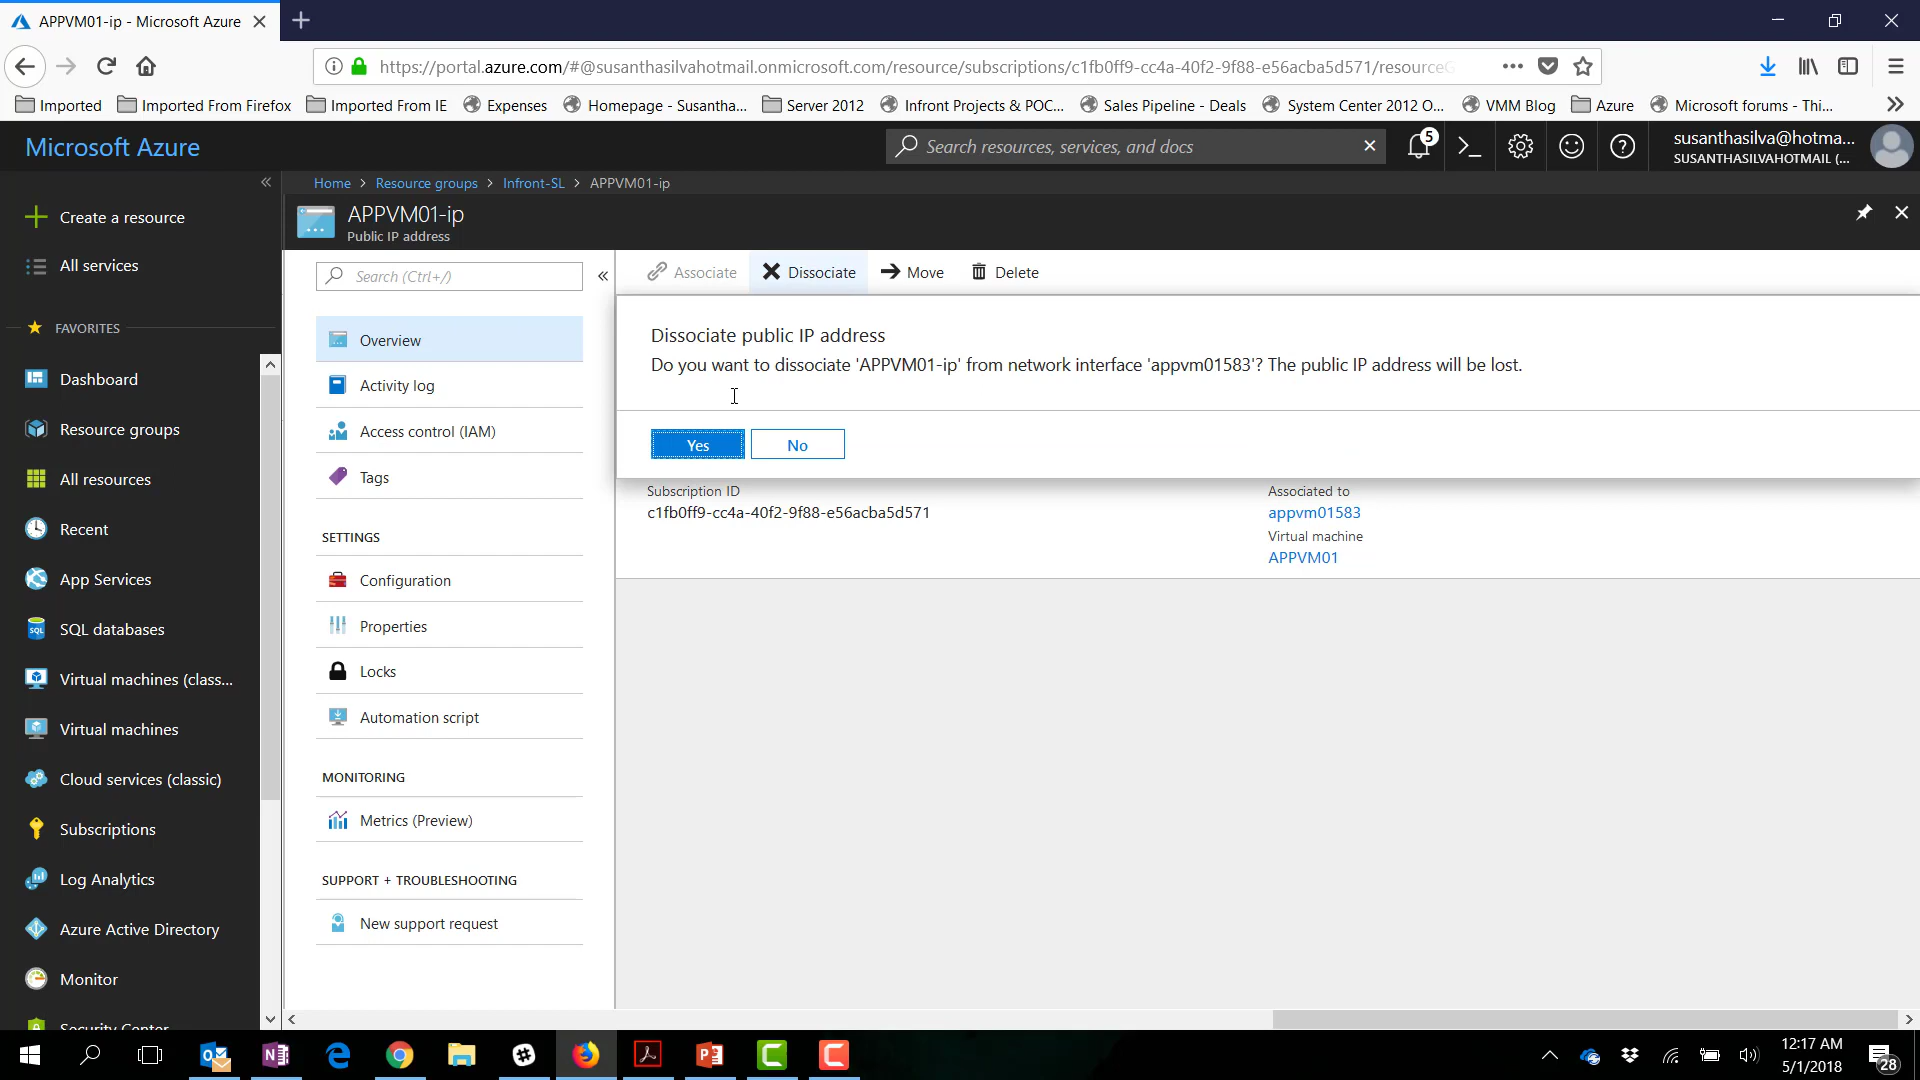 APPVM01-ip - Microsoft Azure
https://portal.azure.com/#@susanthasilvahotmail.onmicrosoft.com/resource/subscriptions/c1fb0ff9-cc4a-40f2-9f88-e56acba5d571/resourceG
Imported
Imported From Firefox
Imported From IE
Expenses
Homepage - Susantha...
Server 2012
Infront Projects & POC...
Sales Pipeline - Deals
System Center 2012 O...
VMM Blog
Azure
Microsoft forums - Thi...
Microsoft Azure
Search resources, services, and docs
5
susanthasilva@hotma...
SUSANTHASILVAHOTMAIL (...
Home > Resource groups > Infront-SL > APPVM01-ip
Create a resource
All services
FAVORITES
Dashboard
Resource groups
All resources
Recent
App Services
SQL databases
Virtual machines (class...
Virtual machines
Cloud services (classic)
Subscriptions
Log Analytics
Azure Active Directory
Monitor
Security Center
APPVM01-ip
Public IP address
Search (Ctrl+/)
Overview
Activity log
Access control (IAM)
Tags
SETTINGS
Configuration
Properties
Locks
Automation script
MONITORING
Metrics (Preview)
SUPPORT + TROUBLESHOOTING
New support request
Associate
Dissociate
Move
Delete
Dissociate public IP address
Do you want to dissociate 'APPVM01-ip' from network interface 'appvm01583'? The public IP address will be lost.
Yes
No
Subscription ID
c1fb0ff9-cc4a-40f2-9f88-e56acba5d571
Associated to
appvm01583
Virtual machine
APPVM01
12:17 AM
5/1/2018
28